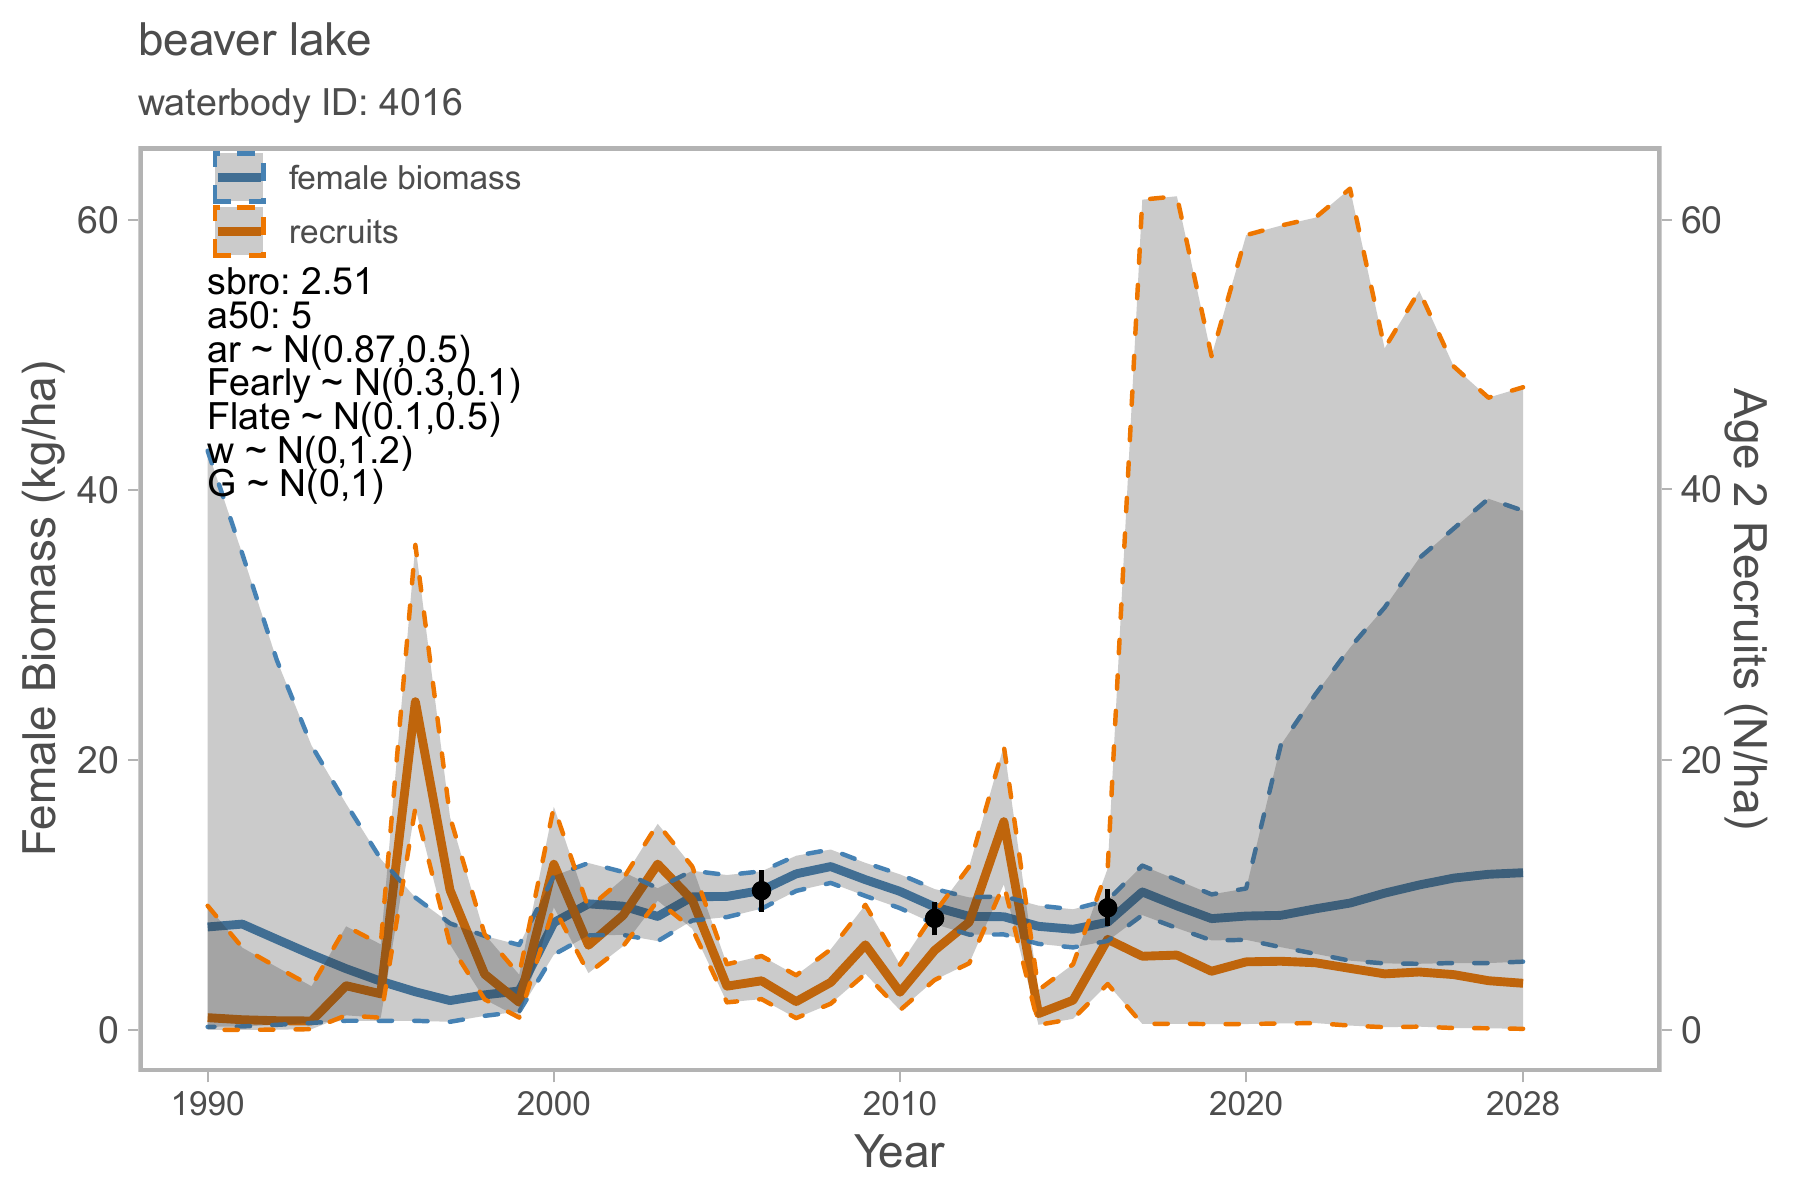 beaver lake
waterbody ID: 4016
female biomass
recruits
sbro: 2.51
a50: 5
ar ~ N(0.87,0.5)
Fearly ~ N(0.3,0.1)
Flate ~ N(0.1,0.5)
w ~ N(0,1.2)
G ~ N(0,1)
Female Biomass (kg/ha)
60
40
20
0
60
40
20
0
Age 2 Recruits (N/ha)
1990 2000 2010 2020 2028
Year